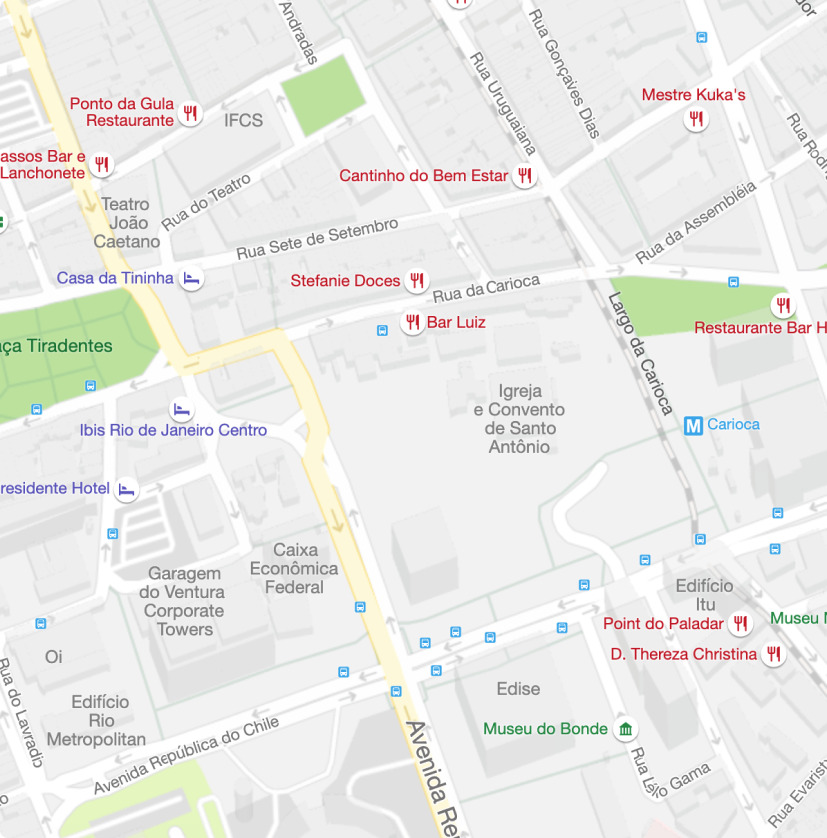 Andradas
Rua Gonçaves Dias
Rua Uruguaiana
Mestre Kuka's
Ponto da Gula
Restaurante
IFCS
assos Bar e
Lanchonete
Cantinho do Bem Estar
Rua do Teatro
Teatro
João
Caetano
Rua Sete de Setembro
Rua da Assembléia
Casa da Tininha
Stefanie Doces
Rua da Carioca
Bar Luiz
Largo da Carioca
Restaurante Bar H
ça Tiradentes
Igreja
e Convento
de Santo
Antônio
M Carioca
Ibis Rio de Janeiro Centro
residente Hotel
Caixa
Econômica
Federal
Garagem
do Ventura
Corporate
Towers
Edifício
Itu
Point do Paladar
Museu
D. Thereza Christina
Oi
Rua do Lavradio
Edise
Edifício
Rio
Metropolitan
Museu do Bonde
Avenida República do Chile
Avenida Re
Gama
Rua Evarist